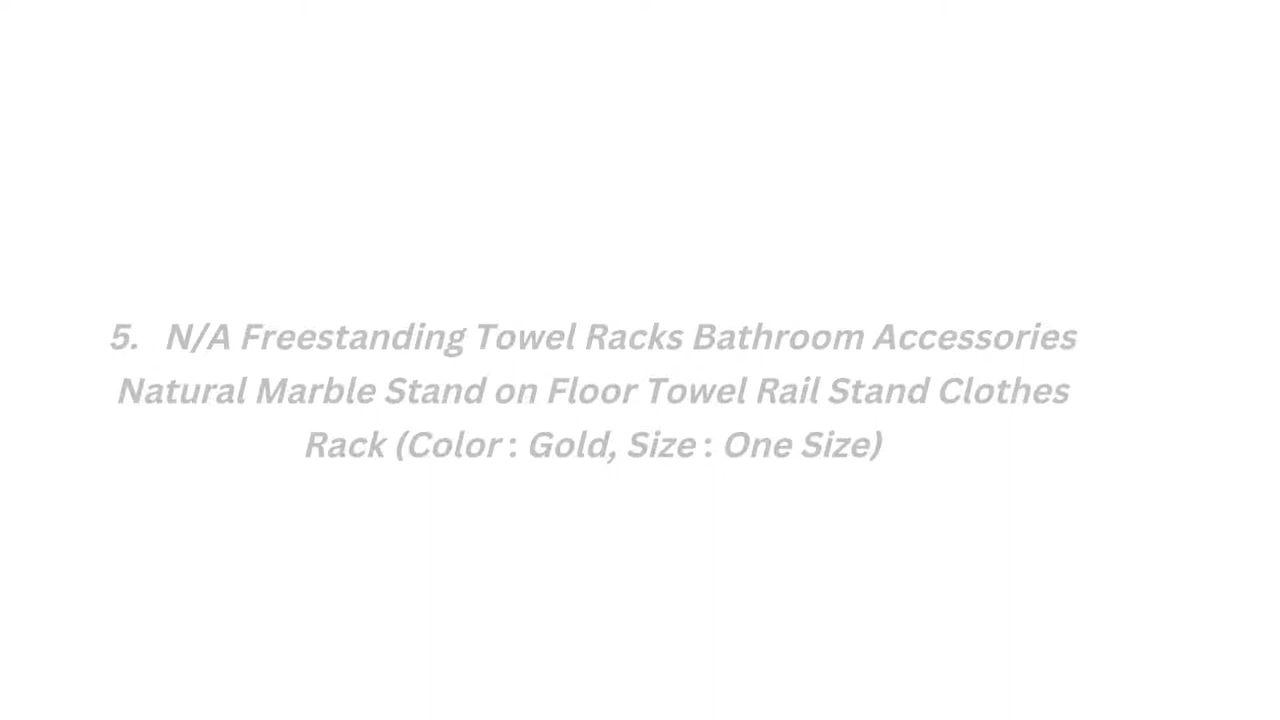 5. N/A Freestanding Towel Racks Bathroom Accessories
Natural Marble Stand on Floor Towel Rail Stand Clothes
Rack (Color : Gold, Size : One Size)